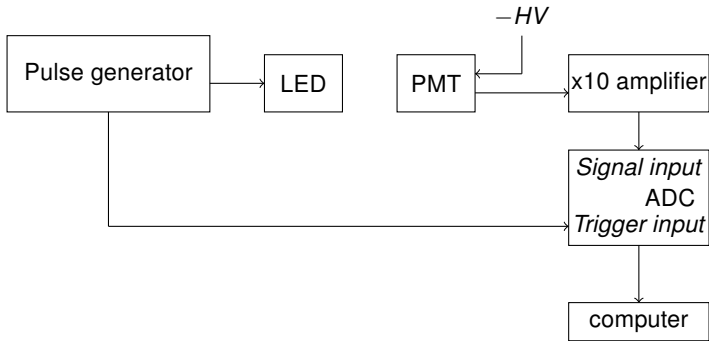 −HV
Pulse generator
LED
PMT
x10 amplifier
Signal input
ADC
Trigger input
computer